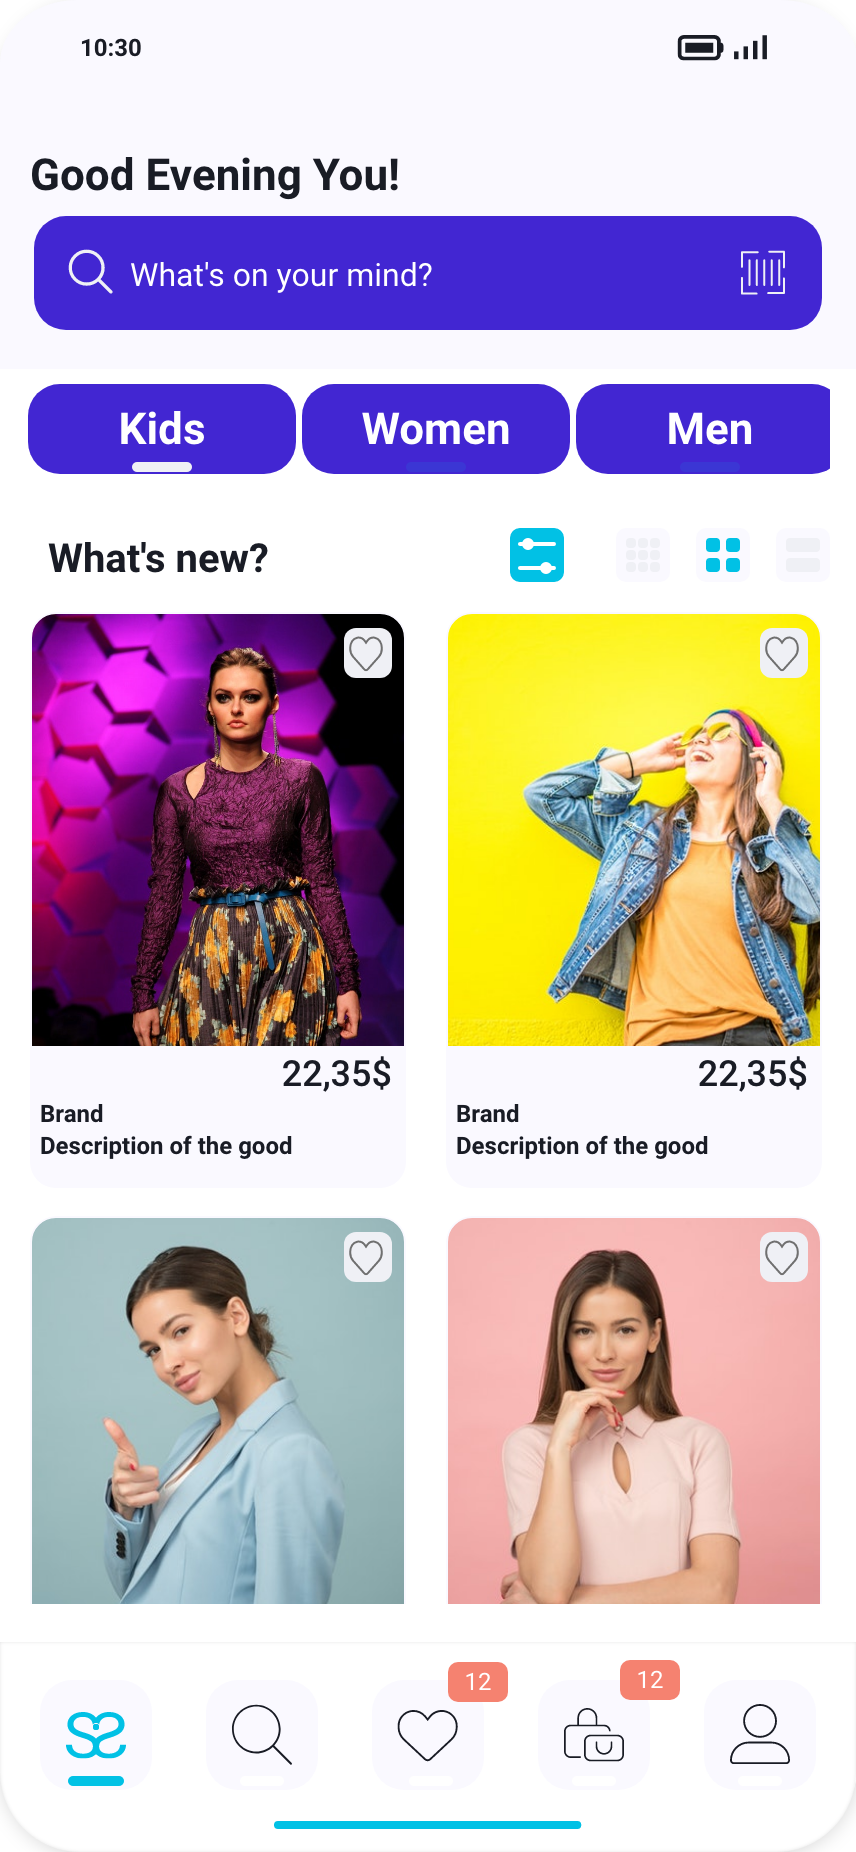 10:30
Good Evening You!
What's on your mind?
Kids
Women
Men
What's new?
22,35$
Brand
Description of the good
22,35$
Brand
Description of the good
12
12